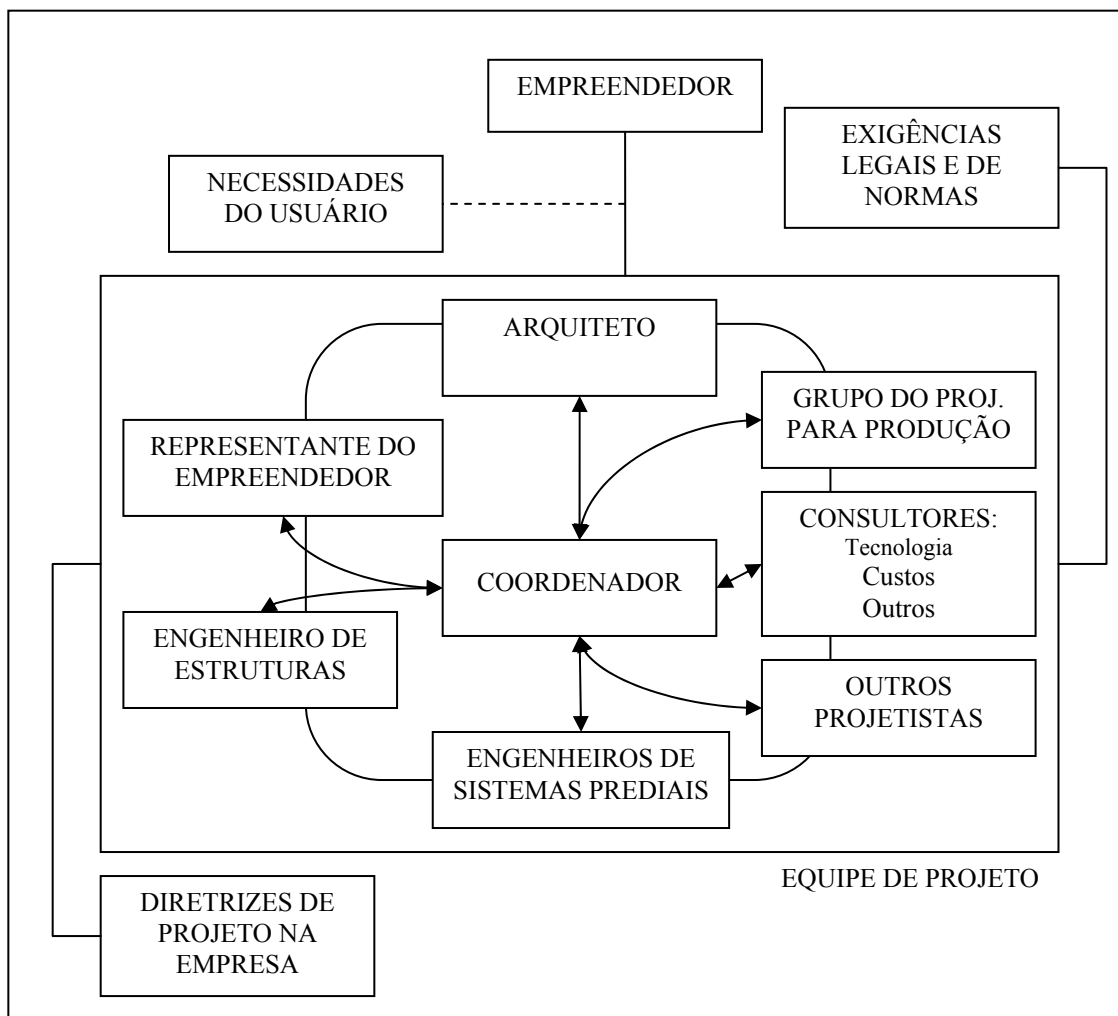 EMPREENDEDOR
EXIGÊNCIAS
LEGAIS E DE
NORMAS
NECESSIDADES
DO USUÁRIO
ARQUITETO
GRUPO DO PROJ.
PARA PRODUÇÃO
REPRESENTANTE DO
EMPREENDEDOR
CONSULTORES:
Tecnologia
Custos
Outros
COORDENADOR
ENGENHEIRO DE
ESTRUTURAS
OUTROS
PROJETISTAS
ENGENHEIROS DE
SISTEMAS PREDIAIS
EQUIPE DE PROJETO
DIRETRIZES DE
PROJETO NA
EMPRESA